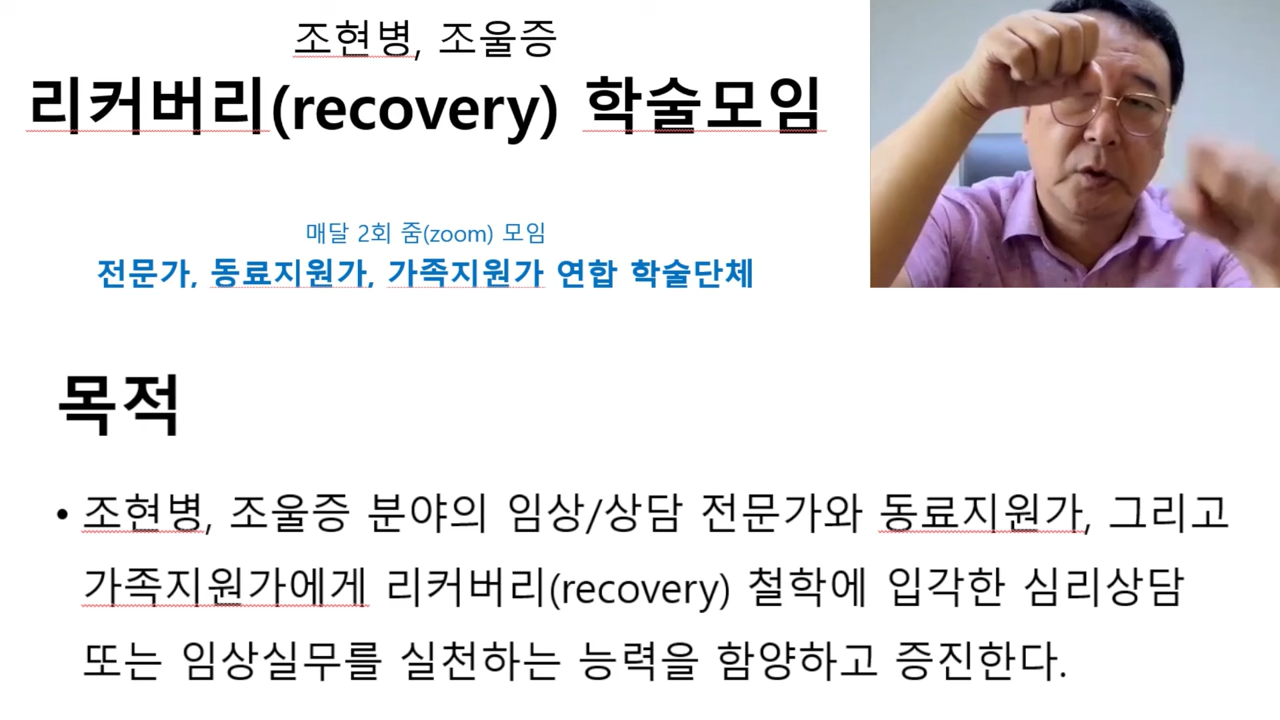 조현병, 조울증
리커버리(recovery) 학술모임
매달 2회 줌(zoom) 모임
전문가, 동료지원가, 가족지원가 연합 학술단체
목적
• 조현병, 조울증 분야의 임상/상담 전문가와 동료지원가, 그리고
가족지원가에게 리커버리(recovery) 철학에 입각한 심리상담
또는 임상실무를 실천하는 능력을 함양하고 증진한다.